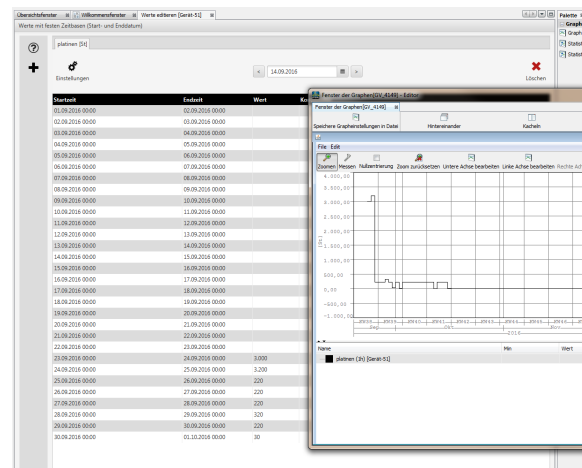 Übersichtsfenster Willkommensfenster Werte editieren [Gerät-51]
Werte mit festen Zeitbasen (Start- und Enddatum)
Palette
Graph
Graph
Statist
Statist
platinen [St]
Einstellungen
14.09.2016
Löschen
Startzeit Endzeit Wert Ko
01.09.2016 00:00 02.09.2016 00:00
02.09.2016 00:00 03.09.2016 00:00
03.09.2016 00:00 04.09.2016 00:00
04.09.2016 00:00 05.09.2016 00:00
05.09.2016 00:00 06.09.2016 00:00
06.09.2016 00:00 07.09.2016 00:00
07.09.2016 00:00 08.09.2016 00:00
08.09.2016 00:00 09.09.2016 00:00
09.09.2016 00:00 10.09.2016 00:00
10.09.2016 00:00 11.09.2016 00:00
11.09.2016 00:00 12.09.2016 00:00
12.09.2016 00:00 13.09.2016 00:00
13.09.2016 00:00 14.09.2016 00:00
14.09.2016 00:00 15.09.2016 00:00
15.09.2016 00:00 16.09.2016 00:00
16.09.2016 00:00 17.09.2016 00:00
17.09.2016 00:00 18.09.2016 00:00
18.09.2016 00:00 19.09.2016 00:00
19.09.2016 00:00 20.09.2016 00:00
20.09.2016 00:00 21.09.2016 00:00
21.09.2016 00:00 22.09.2016 00:00
22.09.2016 00:00 23.09.2016 00:00
23.09.2016 00:00 24.09.2016 00:00 3.000
24.09.2016 00:00 25.09.2016 00:00 3.200
25.09.2016 00:00 26.09.2016 00:00 220
26.09.2016 00:00 27.09.2016 00:00 220
27.09.2016 00:00 28.09.2016 00:00 220
28.09.2016 00:00 29.09.2016 00:00 320
29.09.2016 00:00 30.09.2016 00:00 220
30.09.2016 00:00 01.10.2016 00:00 30
Fenster der Graphen[GV_4149] - Editor
Fenster der Graphen[GV_4149]
Speichere Grapheinstellungen in Datei Hintereinander Kacheln
File Edit
Zoomen Messen Nullzentrierung Zoom zurücksetzen Untere Achse bearbeiten Linke Achse bearbeiten Rechte Ach
4.000,00
3.500,00
3.000,00
2.500,00
2.000,00
1.500,00
[St]
1.000,00
500,00
0,00
-500,00
-1.000,00
Sep Okt Nov
2016
Name Min Wert
platinen (1h) [Gerät-51]